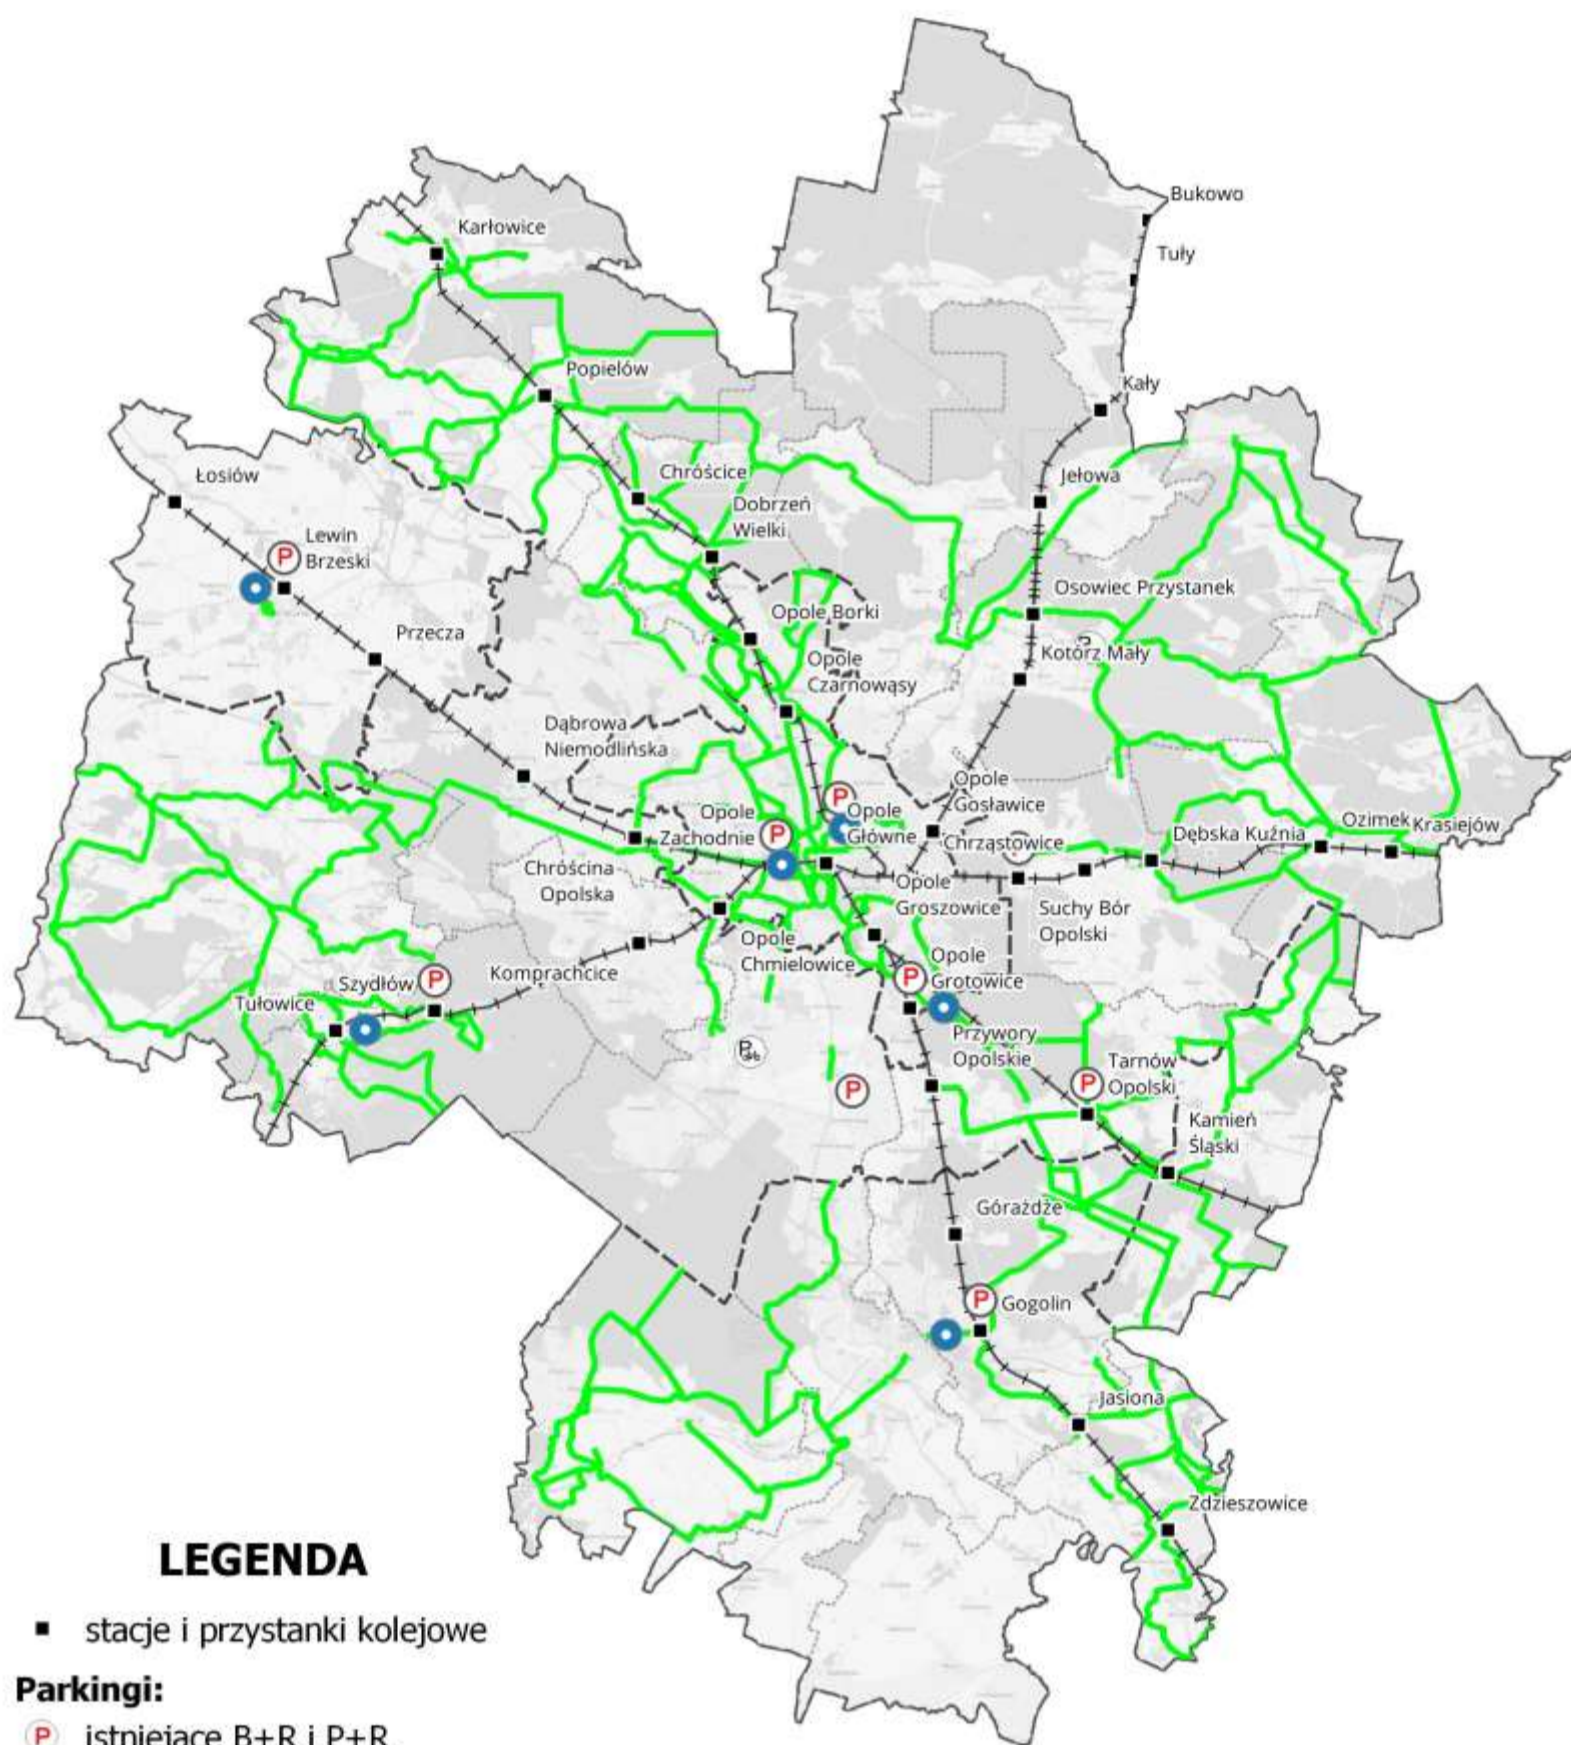 Bukowo
Karłowice
Tuły
Popielów
Kały
Łosiów
Chróścice
Jełowa
Dobrzeń
Wielki
P
Lewin
Brzeski
Osowiec Przystanek
Opole Borki
Przecza
Kotórz Mały
Opole
Czarnowąsy
Dąbrowa
Niemodlińska
Opole
Gosławice
P
Opole
Zachodnie
P
Opole
Główne
Chrząstowice
Dębska Kuźnia
Ozimek
Krasiejów
Chróścina
Opolska
Opole
Groszowice
Suchy Bór
Opolski
Opole
Chmielowice
Opole
Grotowice
P
Komprachcice
Szydłów
P
Tułowice
Przywory
Opolskie
P
Tarnów
Opolski
P
P
Kamień
Śląski
Górażdże
P
Gogolin
Jasiona
Zdzieszowice
LEGENDA
stacje i przystanki kolejowe
Parkingi:
P istniejące B+R i P+R